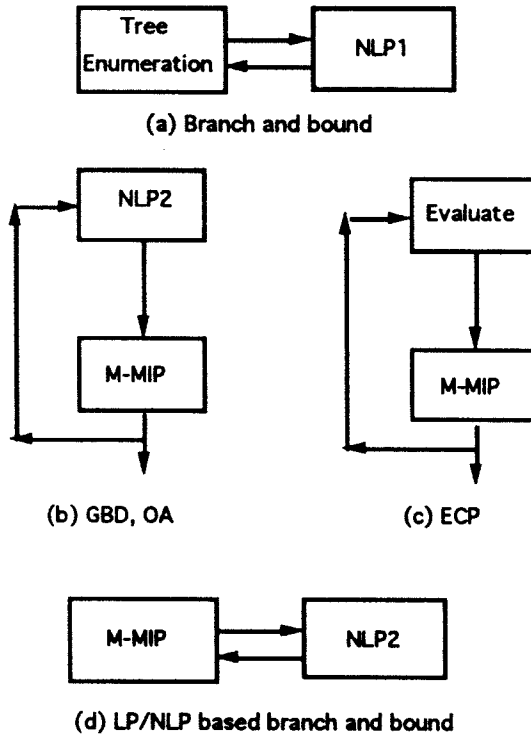 Tree
Enumeration
NLP1
(a) Branch and bound
NLP2
M-MIP
(b) GBD, OA
Evaluate
M-MIP
(c) ECP
M-MIP
NLP2
(d) LP/NLP based branch and bound